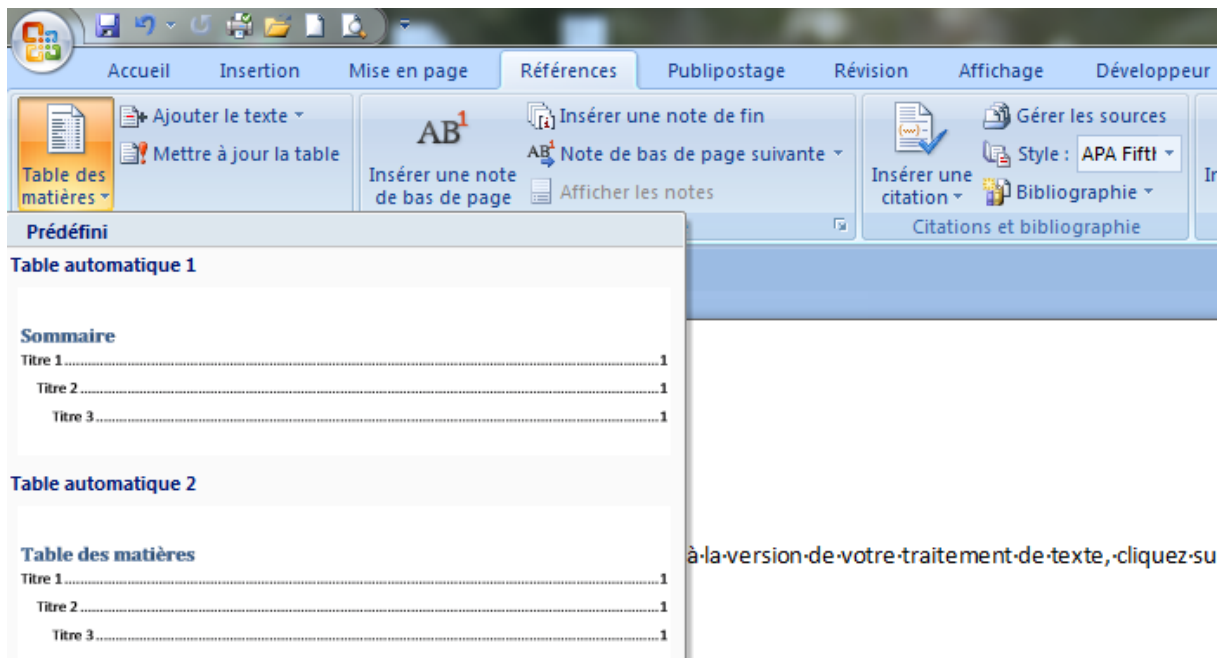 Accueil Insertion Mise en page Références Publipostage Révision Affichage Développeur
Ajouter le texte
Mettre à jour la table
Table des
matières
AB1
Insérer une note
de bas de page
Insérer une note de fin
AB1 Note de bas de page suivante
Afficher les notes
Insérer une
citation
Gérer les sources
Style : APA Fifth
Bibliographie
In
Citations et bibliographie
Prédéfini
Table automatique 1
Sommaire
Titre 1........1
Titre 2........1
Titre 3........1
Table automatique 2
Table des matières
Titre 1........1
Titre 2........1
Titre 3........1
à·la·version·de·votre·traitement·de·texte,·cliquez·su